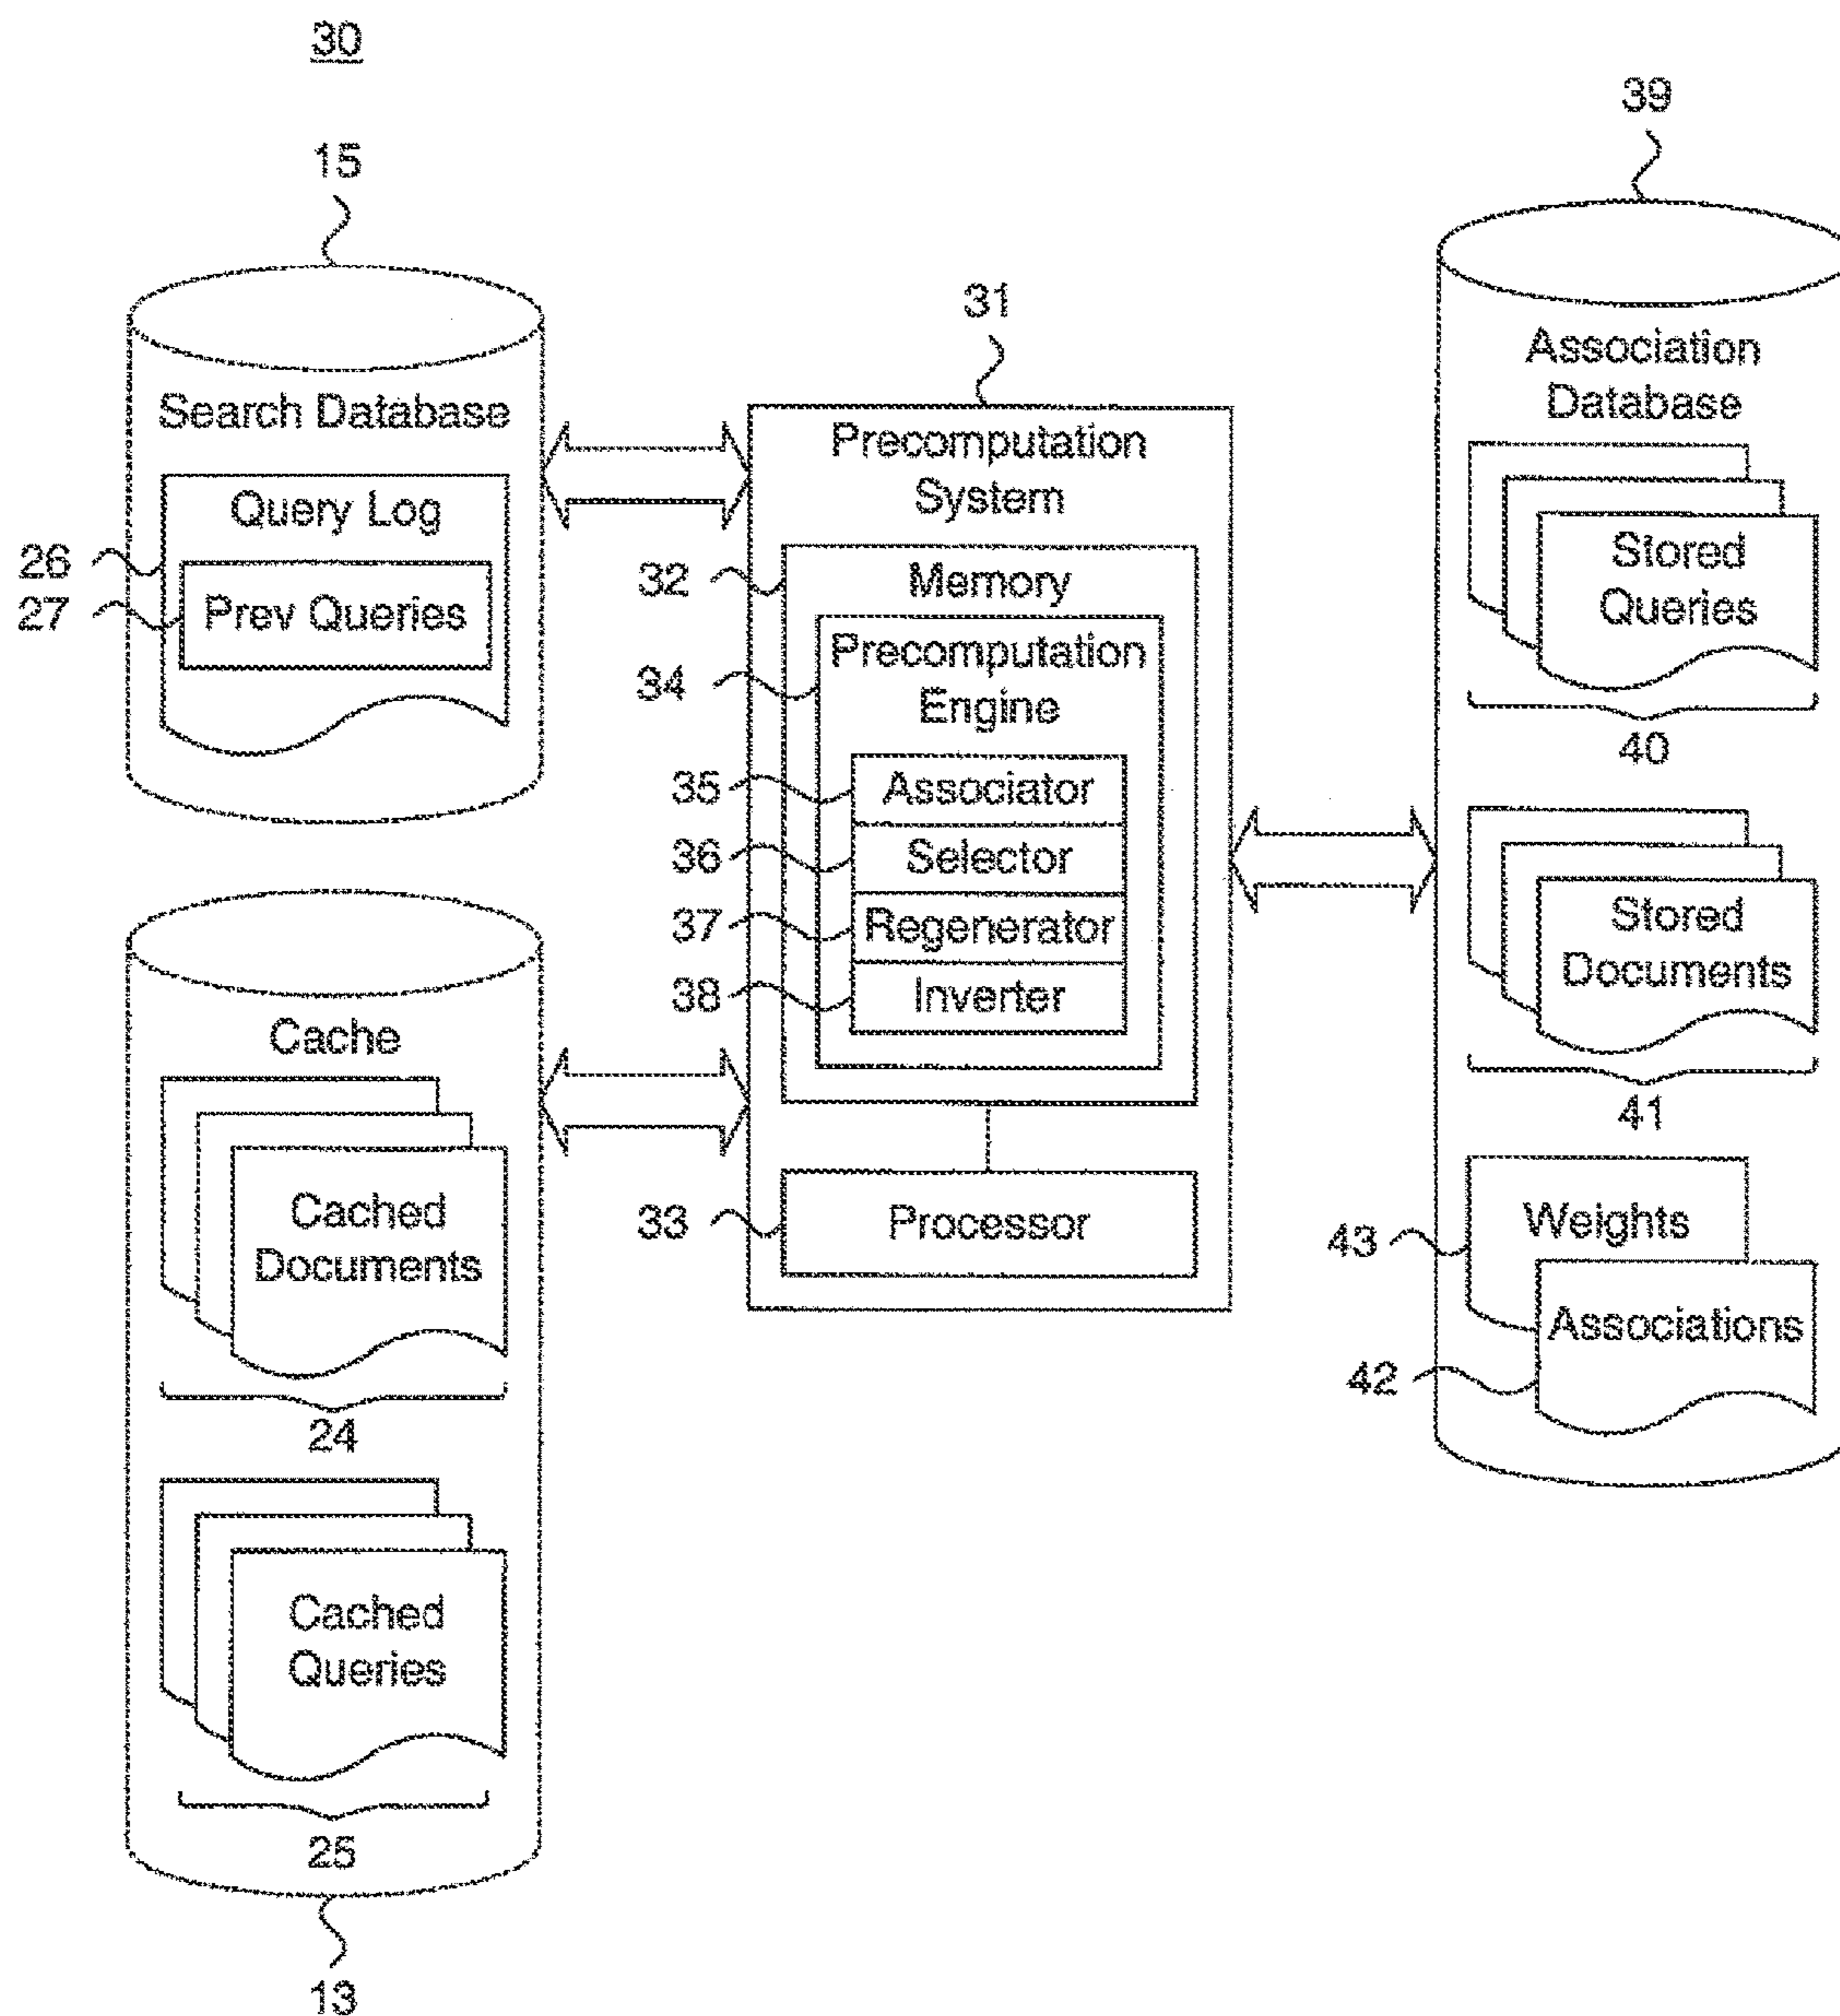 30
15
Search Database
Query Log
26
Prev Queries
27
Cache
Cached
Documents
24
Cached
Queries
25
13
31
Precomputation
System
32
Memory
34
Precomputation
Engine
35
Associator
36
Selector
37
Regenerator
38
Inverter
33
Processor
39
Association
Database
Stored
Queries
40
Stored
Documents
41
43
Weights
Associations
42